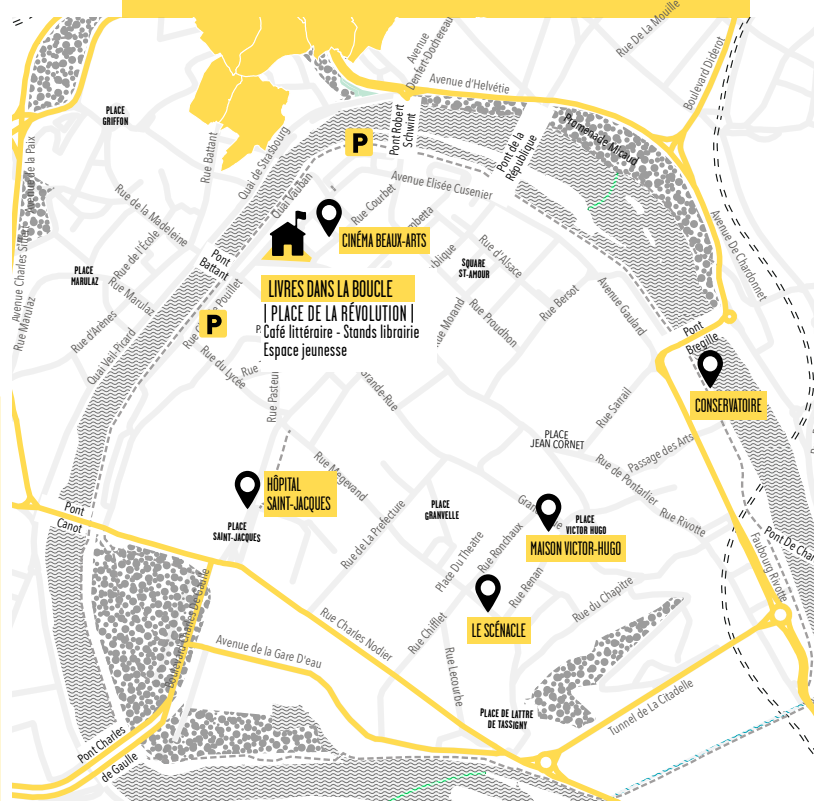 Avenue
Denfert-Dochereau
Rue De La Mouille
Boulevard Diderot
Avenue d'Helvétie
PLACE
GRIFFON
Avenue de la Paix
Rue Battant
Quai de Strasbourg
P
Pont Robert
Schwint
Pont de la
République
Promenade Micaud
Avenue Elisée Cusenier
Quai Vauban
Rue Courbet
CINÉMA BEAUX-ARTS
Rue d'Alsace
SQUARE
ST-AMOUR
Rue de la Madeleine
Rue de l'École
Pont
Battant
PLACE
MARULAZ
Rue Marulaz
Rue Marulaz
Rue d'Arènes
Quai Veil-Picard
LIVRES DANS LA BOUCLE
| PLACE DE LA RÉVOLUTION |
Café littéraire - Stands librairie
Espace jeunesse
P
Rue Morand
Rue Proudhon
Rue Bersot
Avenue Gaulard
Avenue De Chardonnet
Pont
Bregille
CONSERVATOIRE
Rue du Lycée
Rue
Rue Pasteur
Grande-Rue
Rue Sarrail
PLACE
JEAN CORNET
Passage des Arts
Rue de Pontarlier
Rue Rivotte
Rue Megevand
HÔPITAL
SAINT-JACQUES
PLACE
SAINT-JACQUES
Pont
Canot
Rue de La Préfecture
PLACE
GRANVELLE
PLACE
VICTOR HUGO
MAISON VICTOR-HUGO
Place Du Theatre
Rue Ronchaux
Rue Renan
Rue du Chapitre
Faubourg Rivotte
LE SCÉNACLE
Rue Charles Nodier
Rue Chifflet
Rue Lecourbe
Boulevard Charles De Gaulle
Avenue de la Gare D'eau
PLACE DE LATTRE
DE TASSIGNY
Tunnel de La Citadelle
Pont Charles
de Gaulle